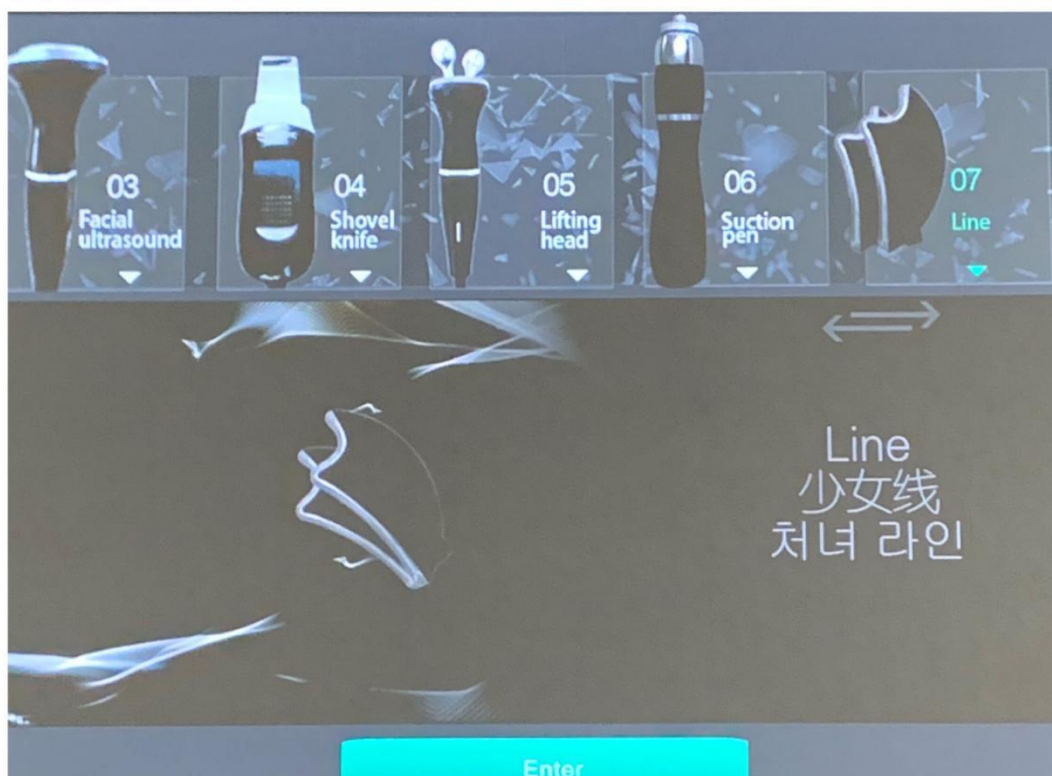 03
Facial
ultrasound
04
Shovel
knife
05
Lifting
head
06
Suction
pen
07
Line
Line
少女线
처녀 라인
Enter